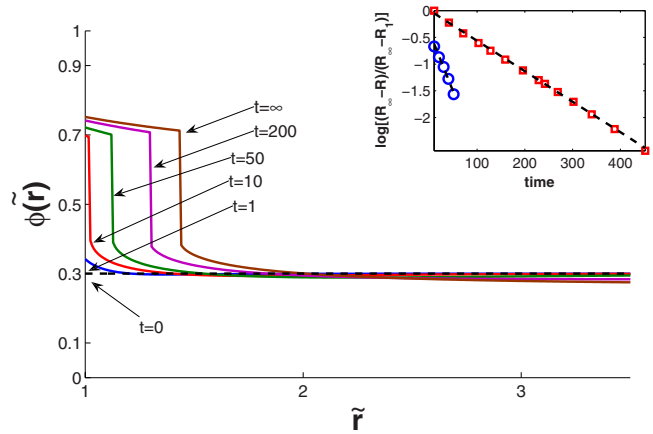 1
0.9
0.7
0.5
0.3
0.1
0
ϕ(r̃)
1
2
3
r̃
t=∞
t=200
t=50
t=10
t=1
t=0
0
−0.5
−1
−1.5
−2
100
200
300
400
time
log[(R∞−R)/(R∞−R1)]